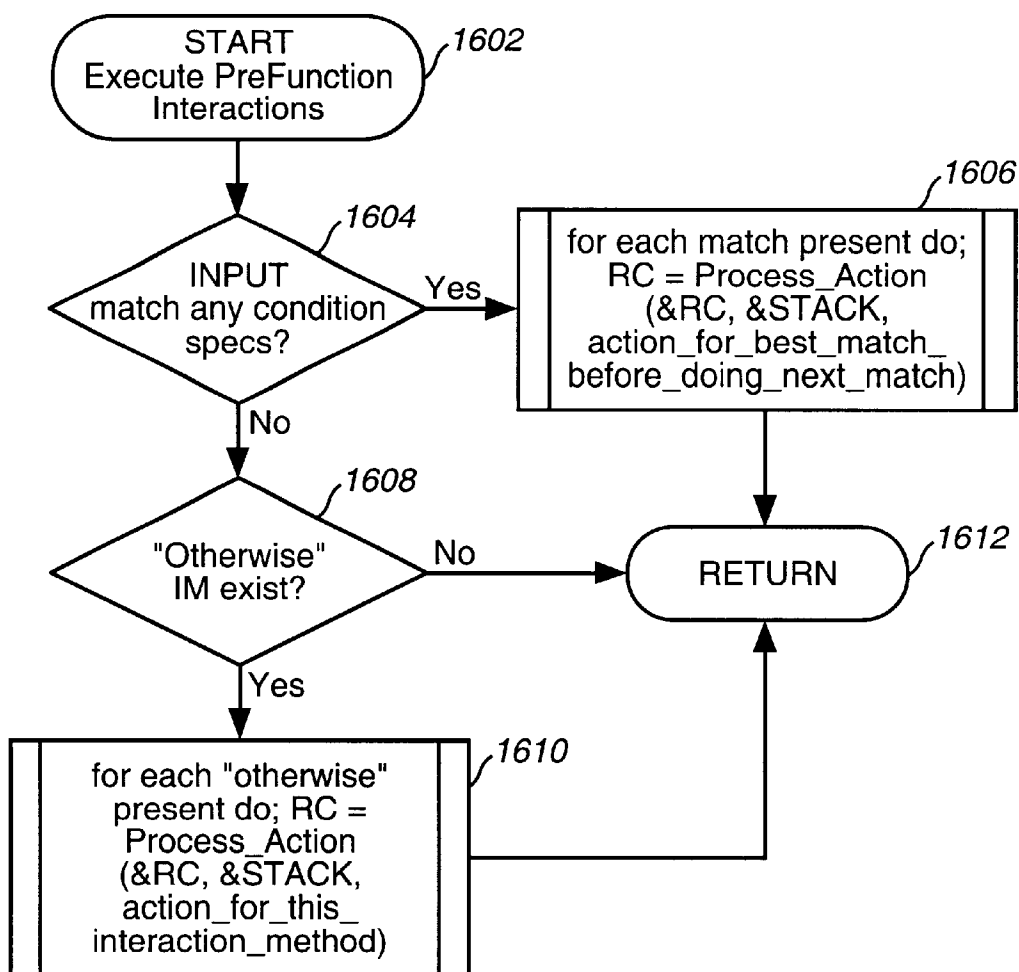 START
Execute PreFunction
Interactions
1602
1604
INPUT
match any condition
specs?
Yes
1606
for each match present do;
RC = Process_Action
(&RC, &STACK,
action_for_best_match_
before_doing_next_match)
No
1608
"Otherwise"
IM exist?
No
1612
RETURN
Yes
1610
for each "otherwise"
present do; RC =
Process_Action
(&RC, &STACK,
action_for_this_
interaction_method)